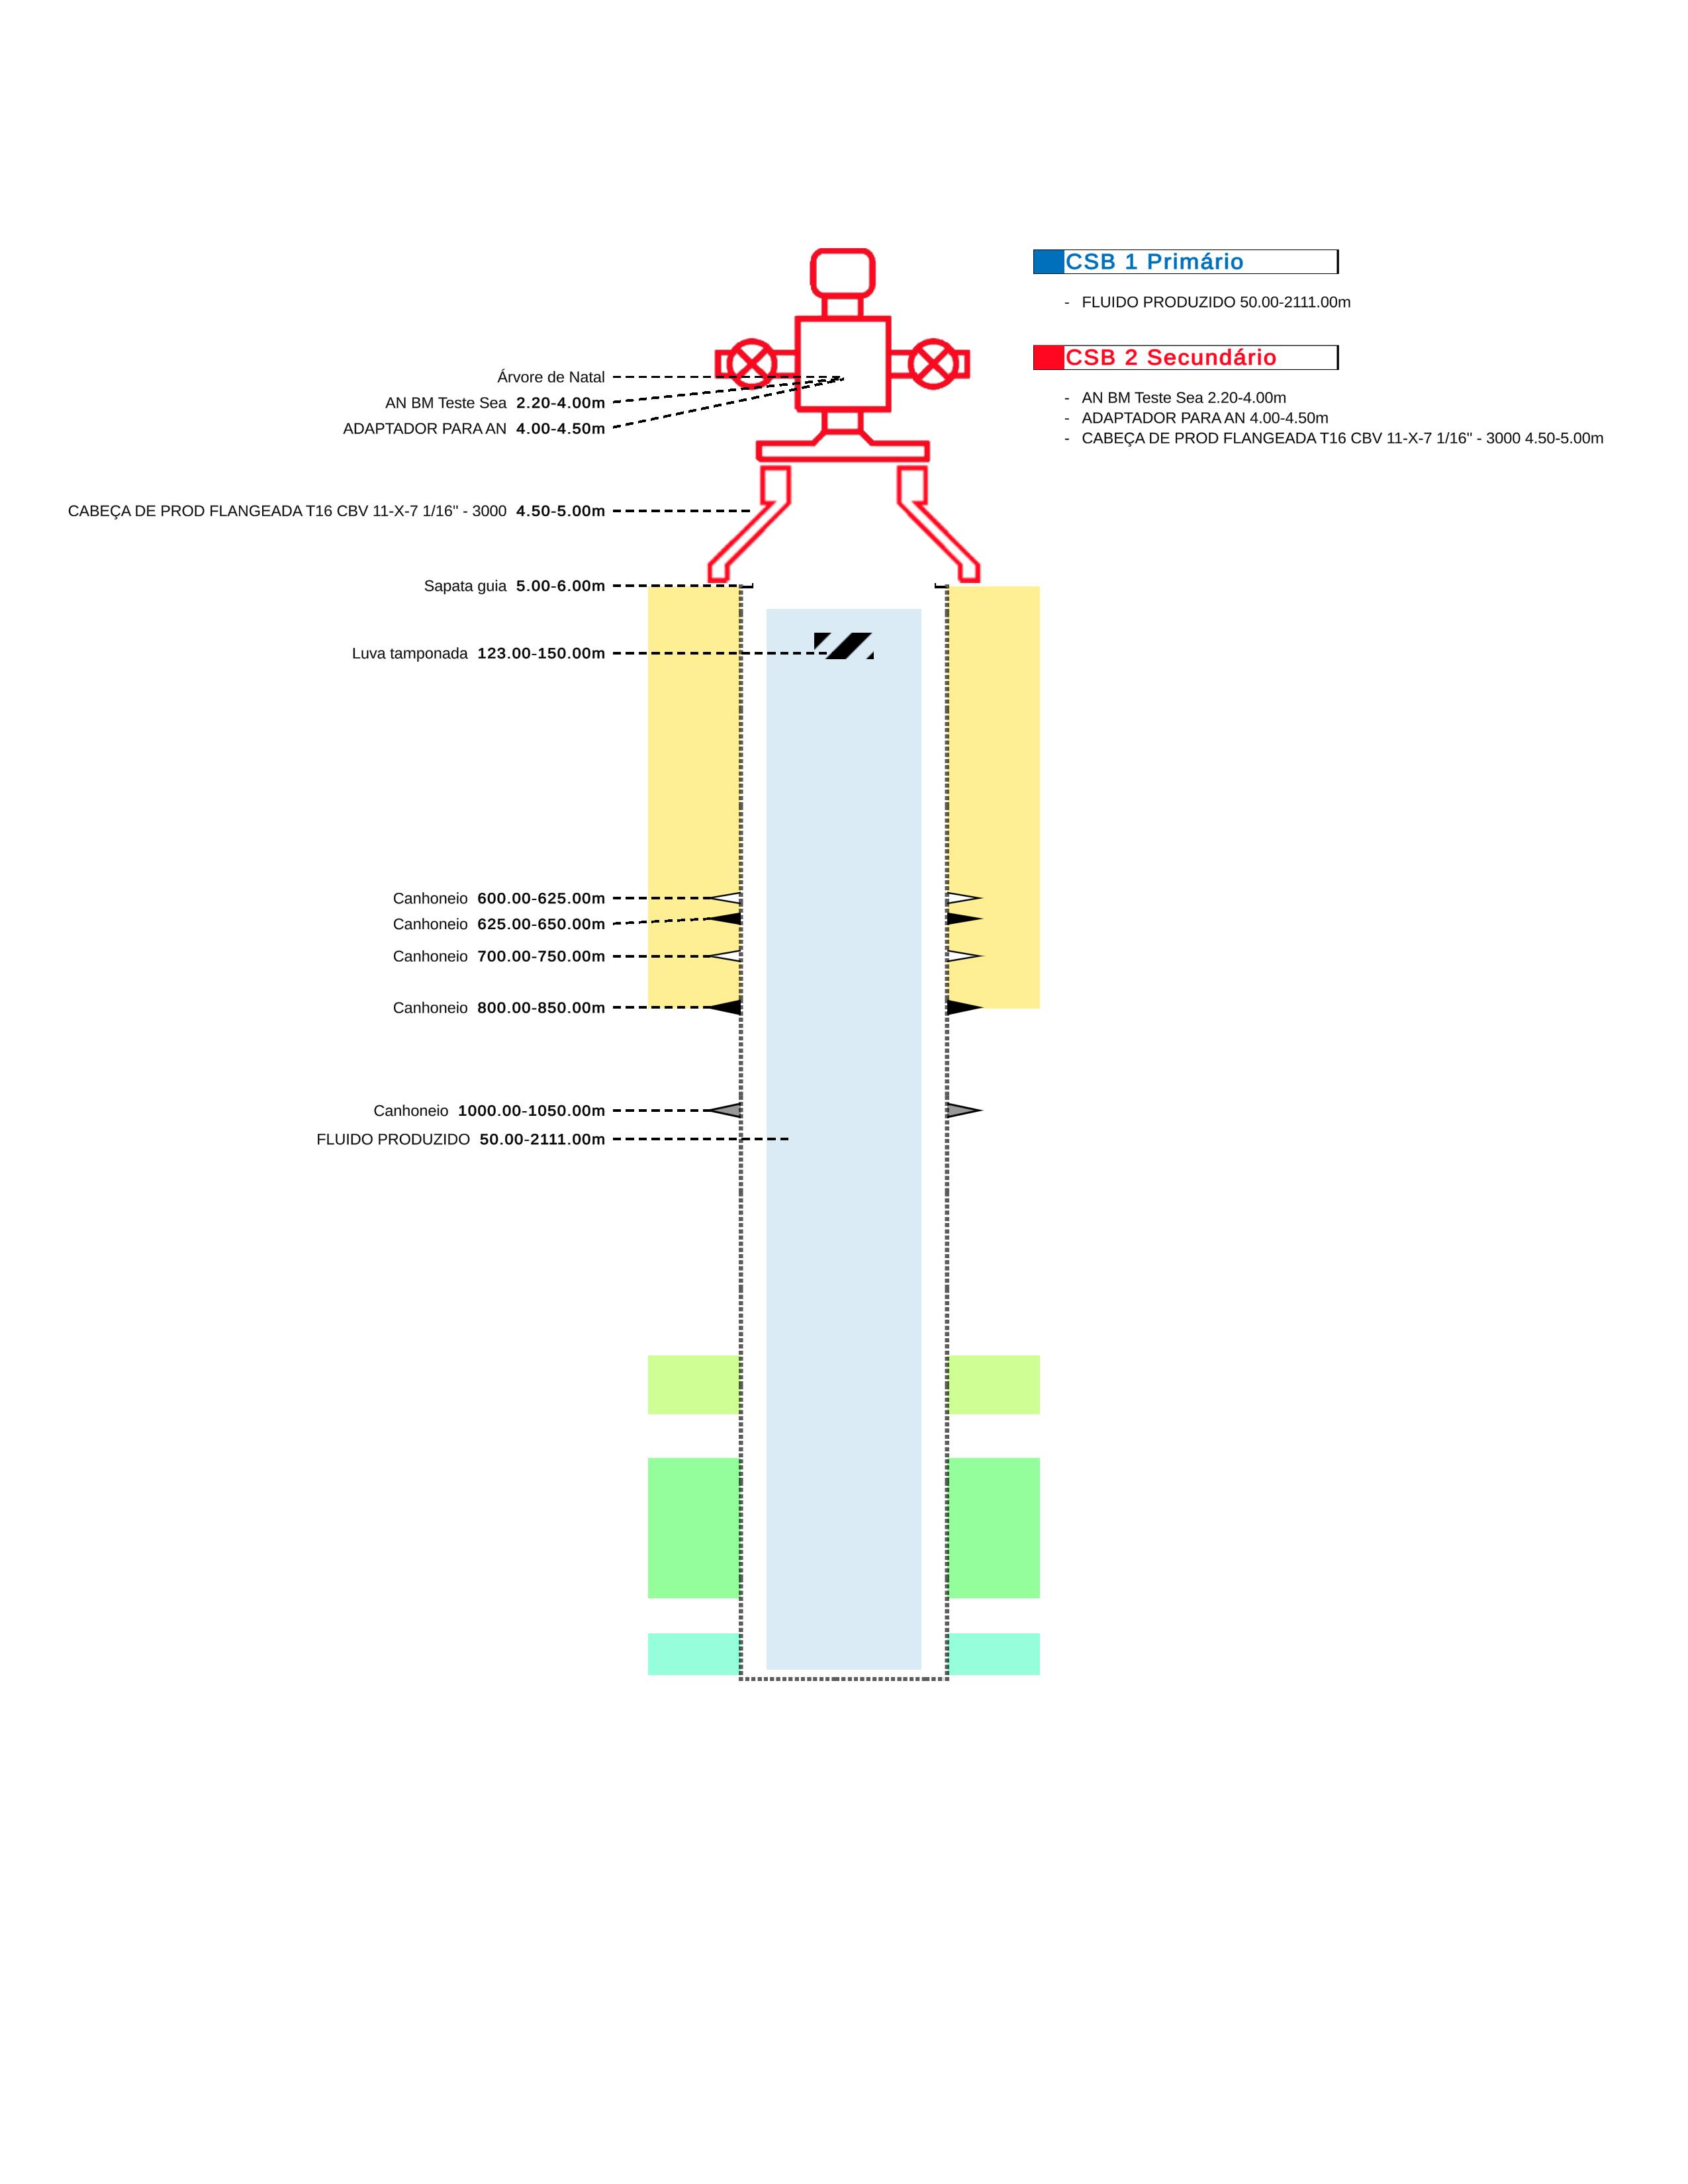 CSB 1 Primário
- FLUIDO PRODUZIDO 50.00-2111.00m
CSB 2 Secundário
- AN BM Teste Sea 2.20-4.00m
- ADAPTADOR PARA AN 4.00-4.50m
- CABEÇA DE PROD FLANGEADA T16 CBV 11-X-7 1/16" - 3000 4.50-5.00m
Árvore de Natal
AN BM Teste Sea 2.20-4.00m
ADAPTADOR PARA AN 4.00-4.50m
CABEÇA DE PROD FLANGEADA T16 CBV 11-X-7 1/16" - 3000 4.50-5.00m
Sapata guia 5.00-6.00m
Luva tamponada 123.00-150.00m
Canhoneio 600.00-625.00m
Canhoneio 625.00-650.00m
Canhoneio 700.00-750.00m
Canhoneio 800.00-850.00m
Canhoneio 1000.00-1050.00m
FLUIDO PRODUZIDO 50.00-2111.00m